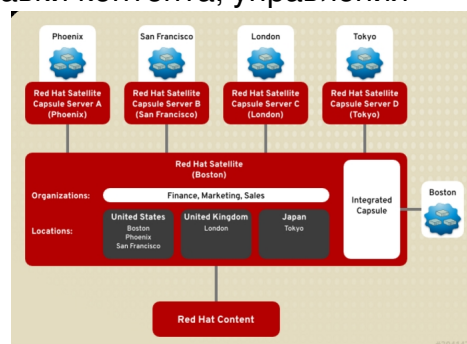 контента, управления
Phoenix
San Francisco
London
Tokyo
Red Hat Satellite
Capsule Server A
(Phoenix)
Red Hat Satellite
Capsule Server B
(San Francisco)
Red Hat Satellite
Capsule Server C
(London)
Red Hat Satellite
Capsule Server D
(Tokyo)
Red Hat Satellite
(Boston)
Organizations:
Finance, Marketing, Sales
Locations:
United States
Boston
Phoenix
San Francisco
United Kingdom
London
Japan
Tokyo
Integrated
Capsule
Boston
Red Hat Content